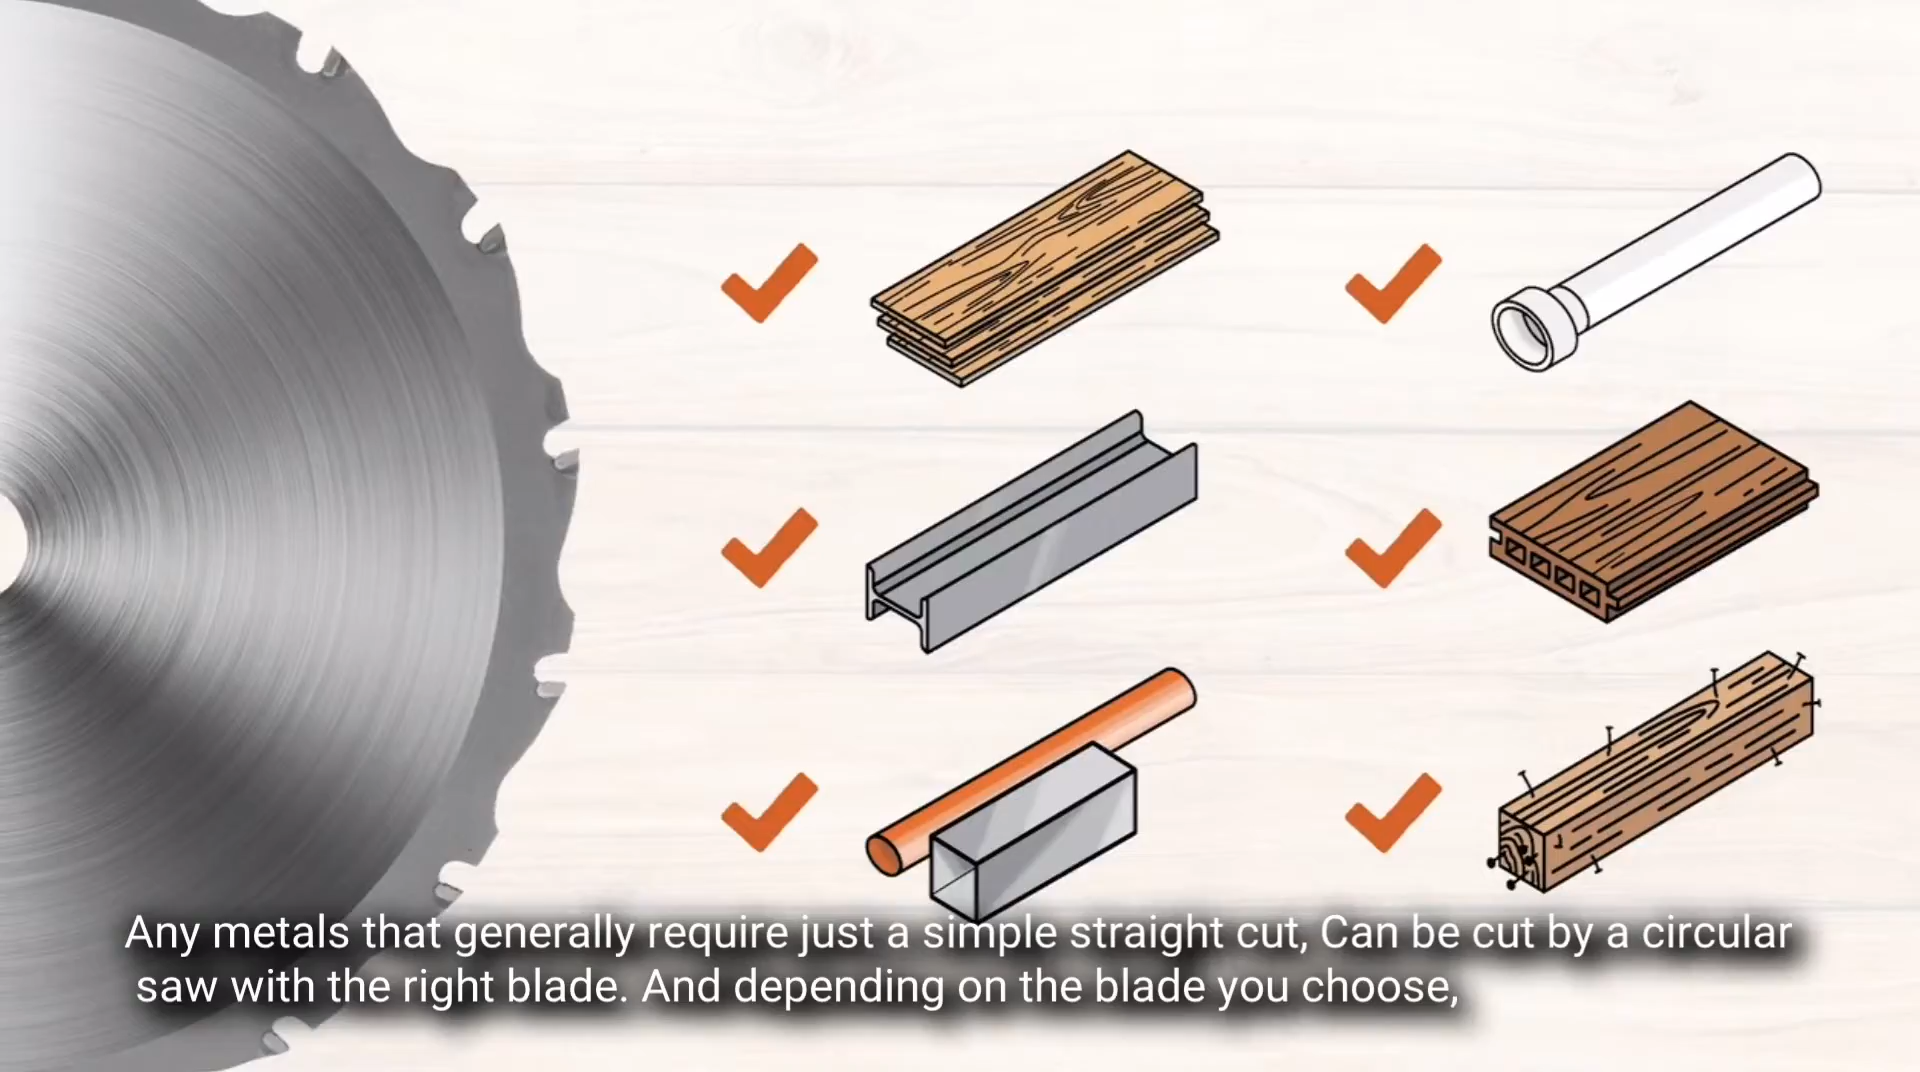 Any metals that generally require just a simple straight cut, Can be cut by a circular
saw with the right blade. And depending on the blade you choose,